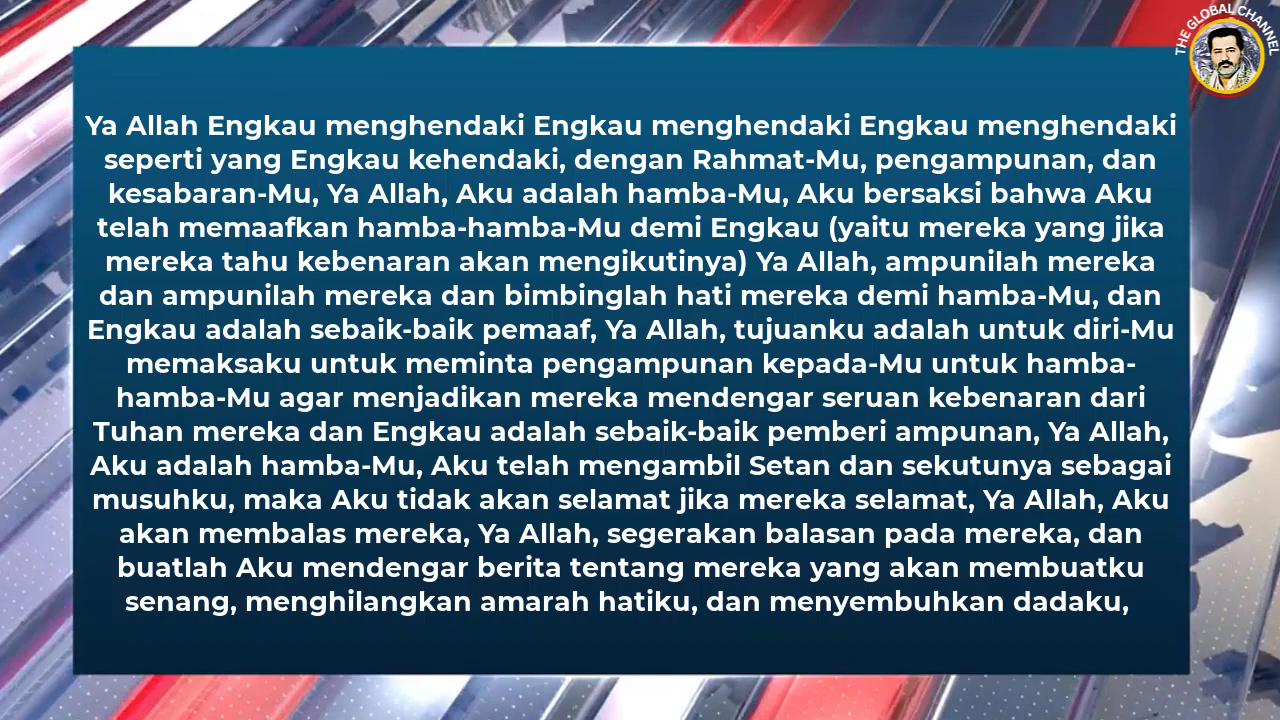 THE GLOBAL CHANNEL
Ya Allah Engkau menghendaki Engkau menghendaki Engkau menghendaki
seperti yang Engkau kehendaki, dengan Rahmat-Mu, pengampunan, dan
kesabaran-Mu, Ya Allah, Aku adalah hamba-Mu, Aku bersaksi bahwa Aku
telah memaafkan hamba-hamba-Mu demi Engkau (yaitu mereka yang jika
mereka tahu kebenaran akan mengikutinya) Ya Allah, ampunilah mereka
dan ampunilah mereka dan bimbinglah hati mereka demi hamba-Mu, dan
Engkau adalah sebaik-baik pemaaf, Ya Allah, tujuanku adalah untuk diri-Mu
memaksaku untuk meminta pengampunan kepada-Mu untuk hamba-
hamba-Mu agar menjadikan mereka mendengar seruan kebenaran dari
Tuhan mereka dan Engkau adalah sebaik-baik pemberi ampunan, Ya Allah,
Aku adalah hamba-Mu, Aku telah mengambil Setan dan sekutunya sebagai
musuhku, maka Aku tidak akan selamat jika mereka selamat, Ya Allah, Aku
akan membalas mereka, Ya Allah, segerakan balasan pada mereka, dan
buatlah Aku mendengar berita tentang mereka yang akan membuatku
senang, menghilangkan amarah hatiku, dan menyembuhkan dadaku,